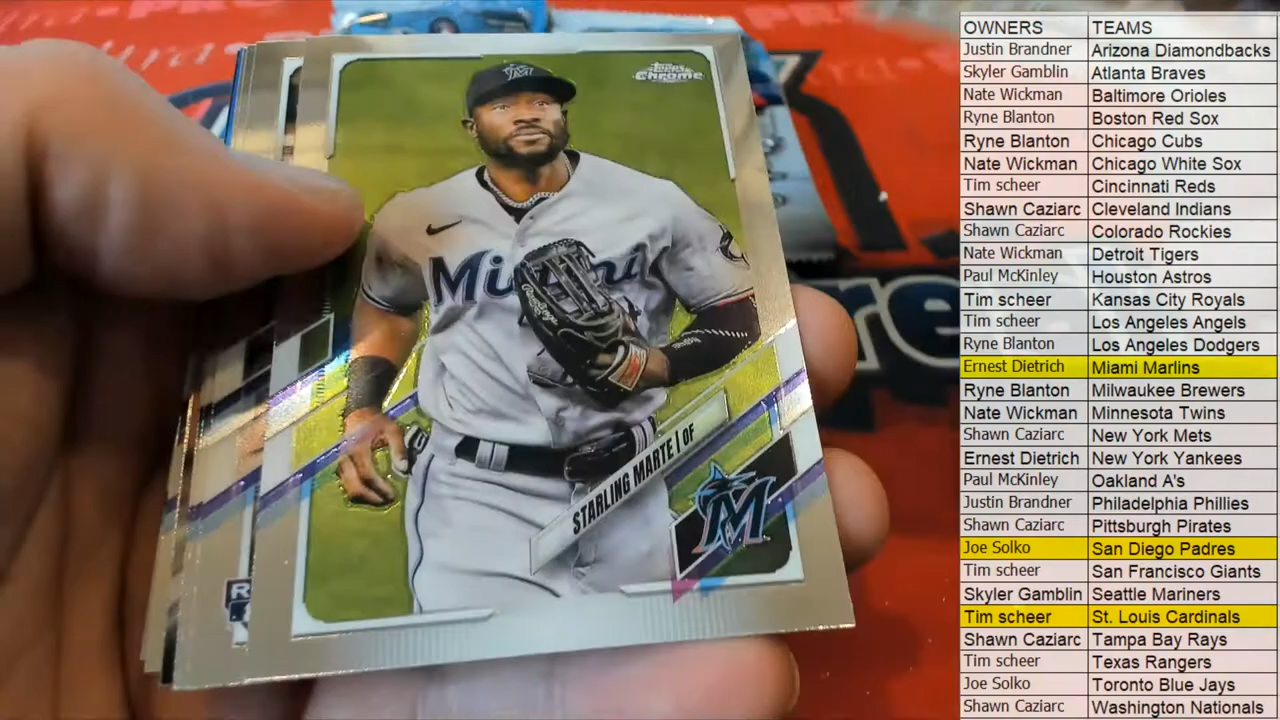 Topps
Chrome
M
Miami
Rawlings
STARLING MARTE | OF
M
R
re
OWNERS TEAMS
Justin Brandner Arizona Diamondbacks
Skyler Gamblin Atlanta Braves
Nate Wickman Baltimore Orioles
Ryne Blanton Boston Red Sox
Ryne Blanton Chicago Cubs
Nate Wickman Chicago White Sox
Tim scheer Cincinnati Reds
Shawn Caziarc Cleveland Indians
Shawn Caziarc Colorado Rockies
Nate Wickman Detroit Tigers
Paul McKinley Houston Astros
Tim scheer Kansas City Royals
Tim scheer Los Angeles Angels
Ryne Blanton Los Angeles Dodgers
Ernest Dietrich Miami Marlins
Ryne Blanton Milwaukee Brewers
Nate Wickman Minnesota Twins
Shawn Caziarc New York Mets
Ernest Dietrich New York Yankees
Paul McKinley Oakland A's
Justin Brandner Philadelphia Phillies
Shawn Caziarc Pittsburgh Pirates
Joe Solko San Diego Padres
Tim scheer San Francisco Giants
Skyler Gamblin Seattle Mariners
Tim scheer St. Louis Cardinals
Shawn Caziarc Tampa Bay Rays
Tim scheer Texas Rangers
Joe Solko Toronto Blue Jays
Shawn Caziarc Washington Nationals